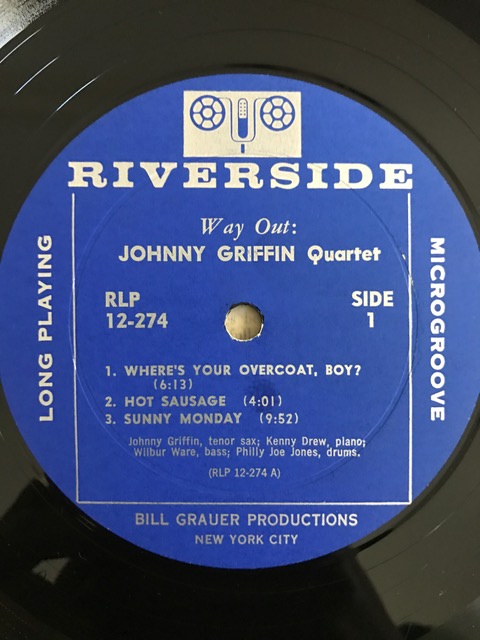 RIVERSIDE
Way Out:
JOHNNY GRIFFIN Quartet
RLP
12-274
SIDE
1
LONG PLAYING
MICROGROOVE
1. WHERE'S YOUR OVERCOAT, BOY?
(6:13)
2. HOT SAUSAGE (4:01)
3. SUNNY MONDAY (9:52)
Johnny Griffin, tenor sax; Kenny Drew, piano;
Wilbur Ware, bass; Philly Joe Jones, drums.
(RLP 12-274 A)
BILL GRAUER PRODUCTIONS
NEW YORK CITY